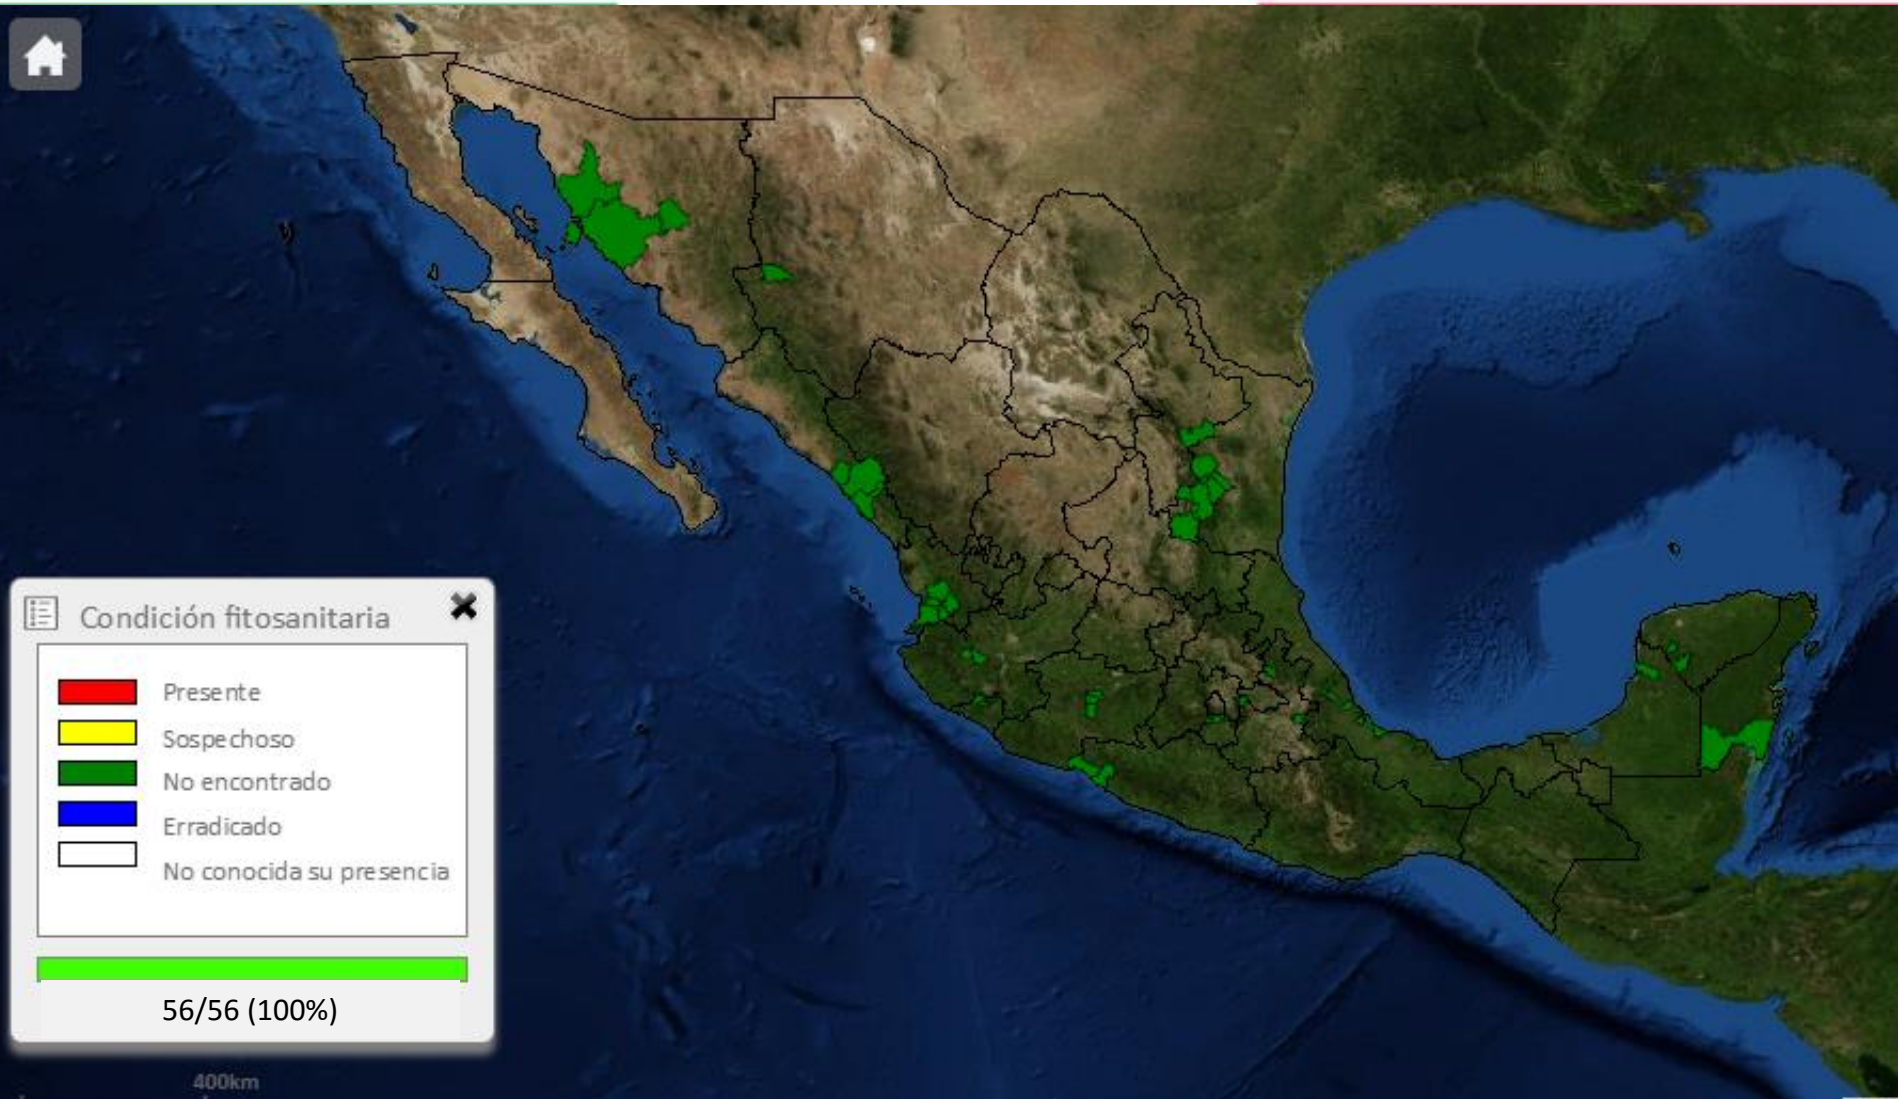 Condición fitosanitaria
Presente
Sospechoso
No encontrado
Erradicado
No conocida su presencia
56/56 (100%)
400km